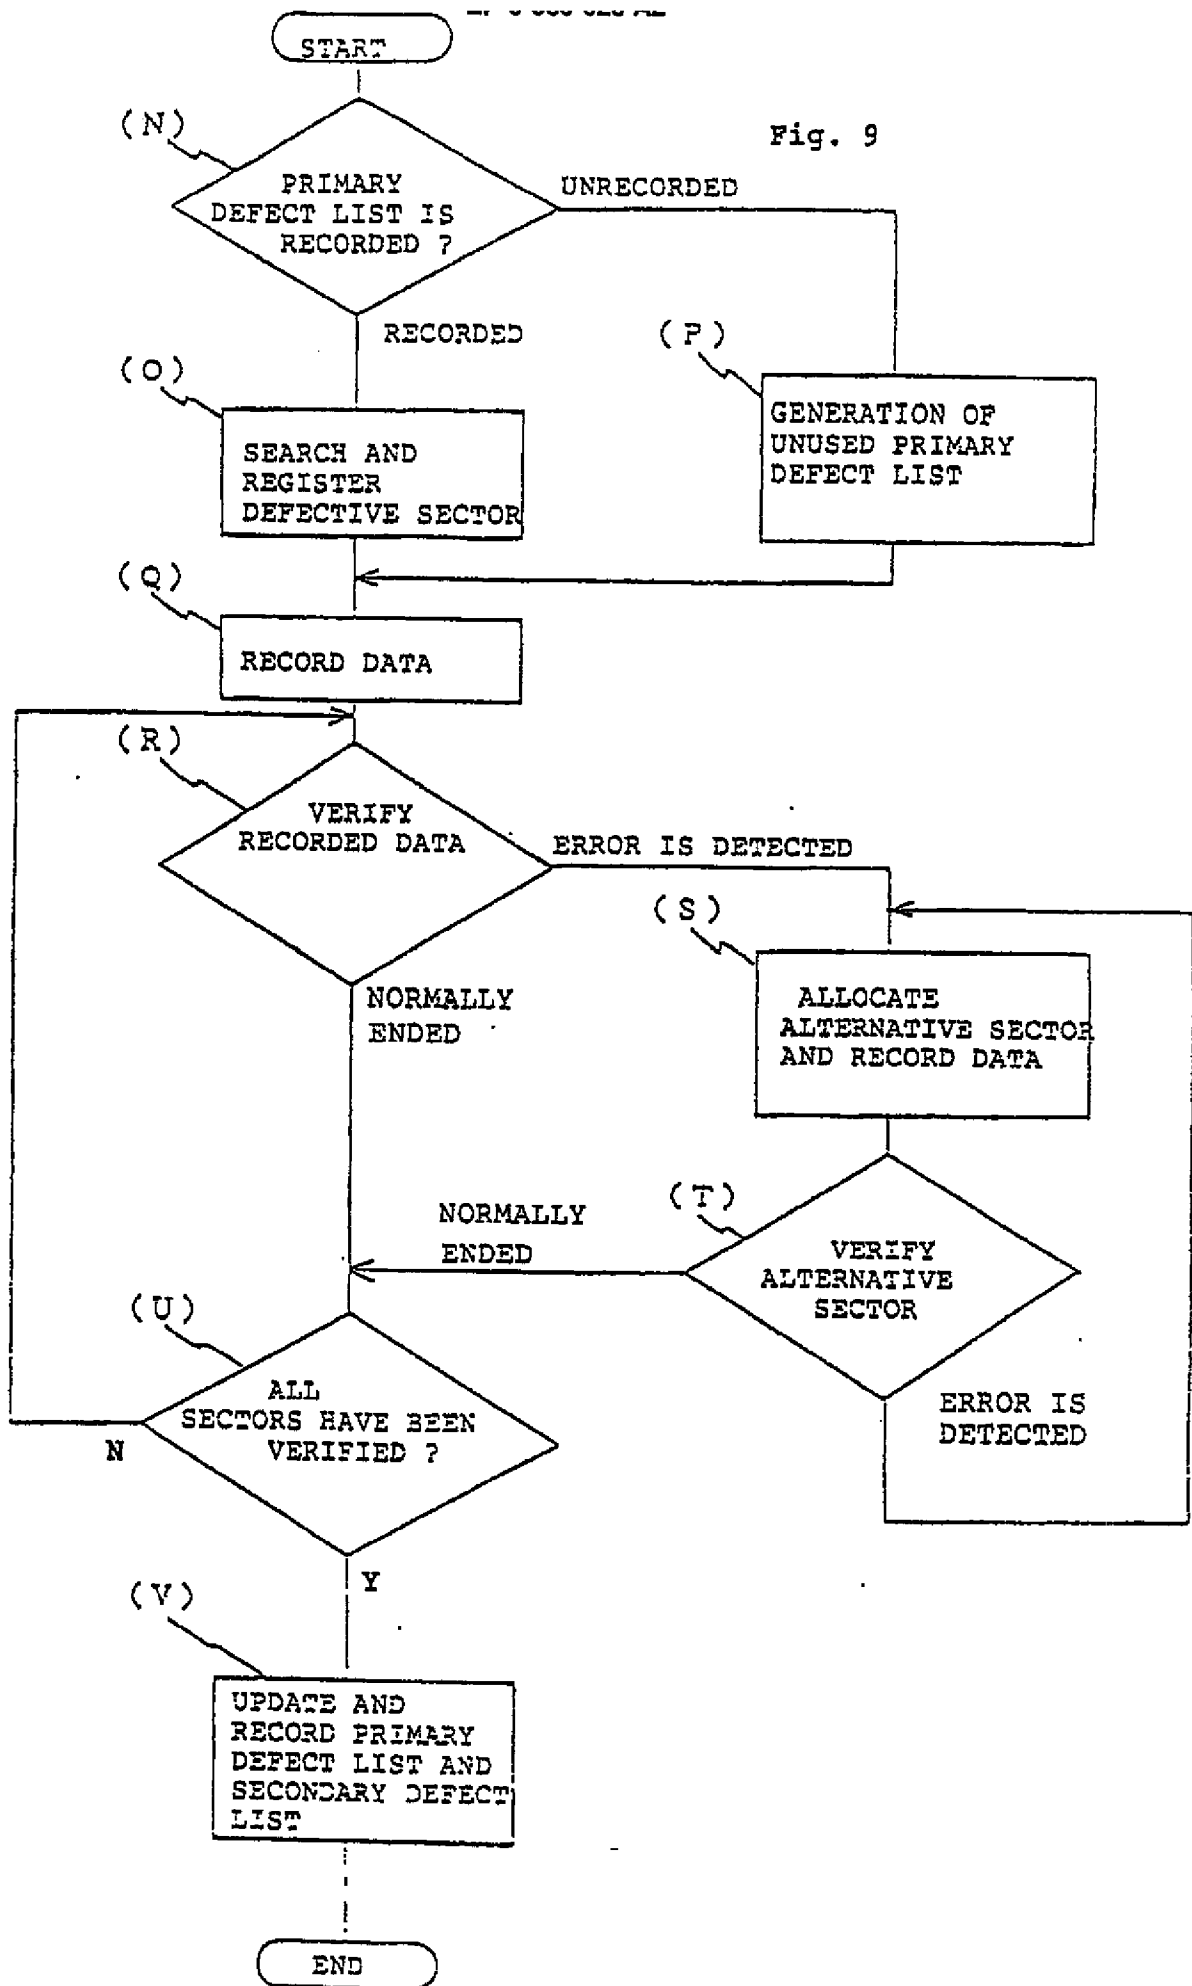 START
(N)
Fig. 9
PRIMARY
DEFECT LIST IS
RECORDED ?
UNRECORDED
RECORDED
(O)
(P)
SEARCH AND
REGISTER
DEFECTIVE SECTOR
GENERATION OF
UNUSED PRIMARY
DEFECT LIST
(Q)
RECORD DATA
(R)
VERIFY
RECORDED DATA
ERROR IS DETECTED
(S)
NORMALLY
ENDED
ALLOCATE
ALTERNATIVE SECTOR
AND RECORD DATA
(T)
NORMALLY
ENDED
VERIFY
ALTERNATIVE
SECTOR
(U)
ALL
SECTORS HAVE BEEN
VERIFIED ?
N
ERROR IS
DETECTED
Y
(V)
UPDATE AND
RECORD PRIMARY
DEFECT LIST AND
SECONDARY DEFECT
LIST
END